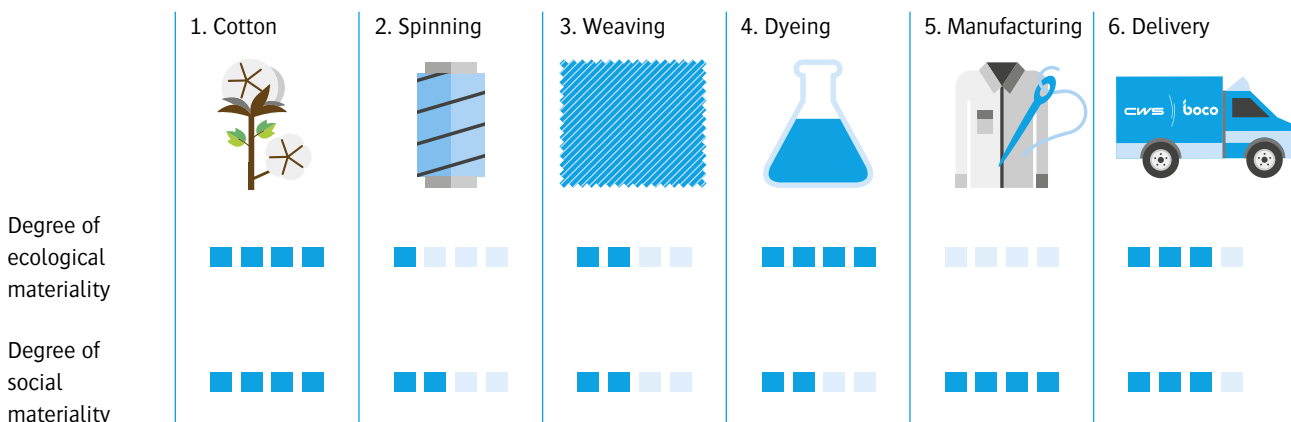 1. Cotton
2. Spinning
3. Weaving
4. Dyeing
5. Manufacturing
6. Delivery
cws boco
Degree of
ecological
materiality
Degree of
social
materiality